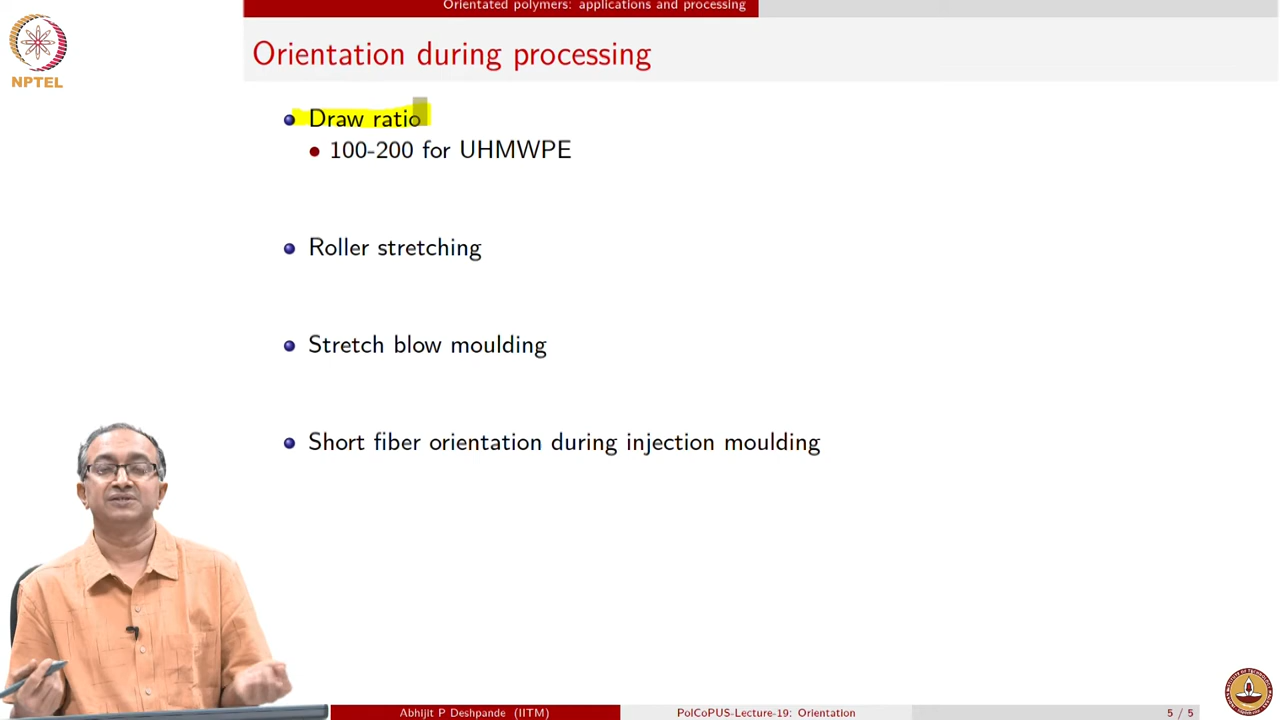 Orientated polymers: applications and processing
NPTEL
Orientation during processing
Draw ratio
100-200 for UHMWPE
Roller stretching
Stretch blow moulding
Short fiber orientation during injection moulding
Abhijit P Deshpande (IITM)
PolCoPUS-Lecture-19: Orientation
5 / 5